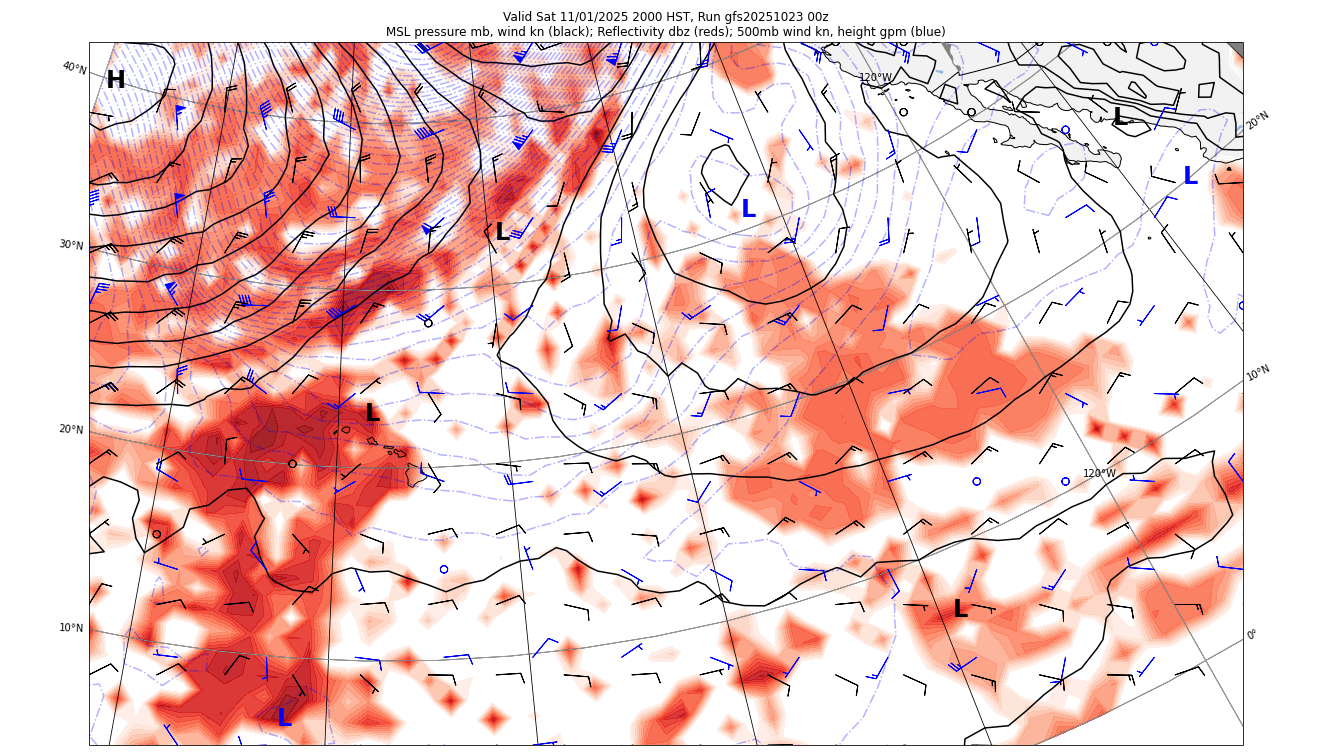 Valid Sat 11/01/2025 2000 HST, Run gfs20251023 00z
MSL pressure mb, wind kn (black); Reflectivity dbz (reds); 500mb wind kn, height gpm (blue)
40°N
H
120°W
L
20°N
L
L
30°N
L
10°N
L
20°N
120°W
L
10°N
0°
L